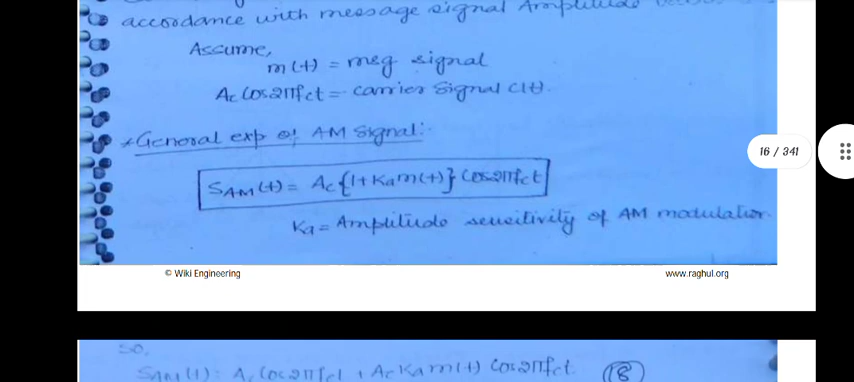 accordance with message signal Amplitude
Assume,
m(t) = msg signal
Ac Cos2πfct = carrier signal c(t).
*General exp of AM Signal:-
SAM(t) = Ac{1+Kam(t)} Cos2πfct
Ka = Amplitude sensitivity of AM modulation.
16 / 341
© Wiki Engineering
www.raghul.org
so,
SAM(t) = Ac Cos2πfct + AcKam(t) Cos2πfct. 8